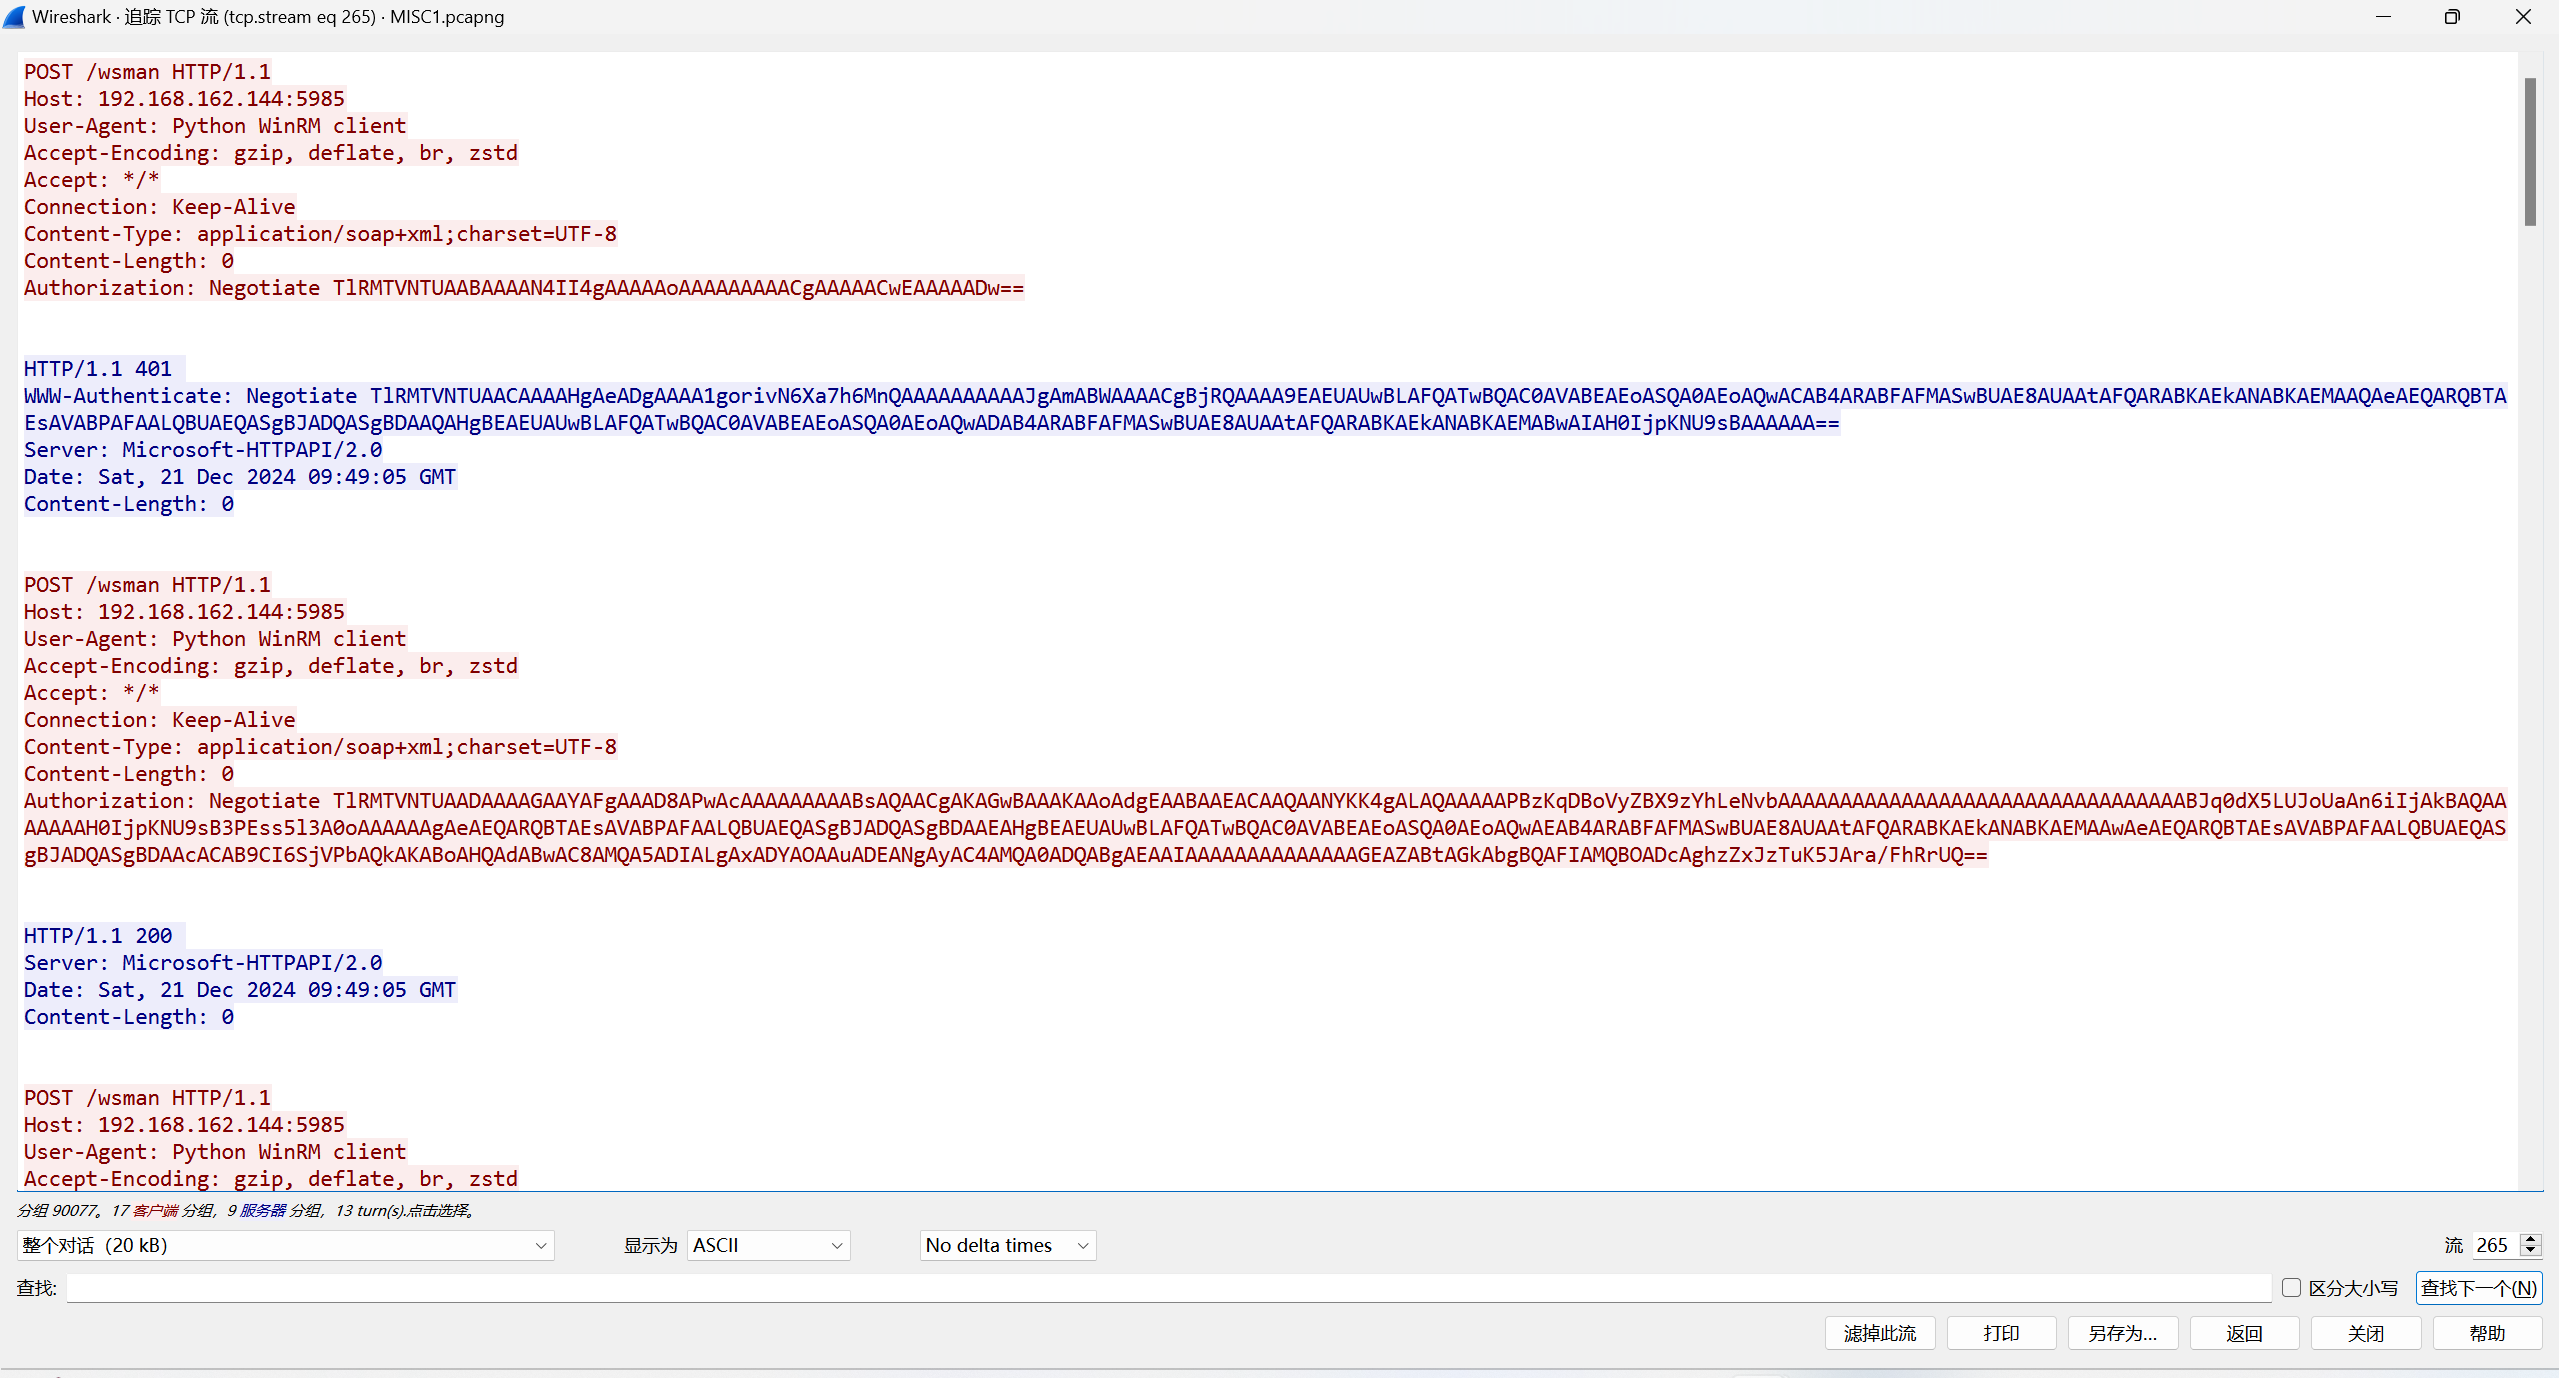 Wireshark · 追踪 TCP 流 (tcp.stream eq 265) · MISC1.pcapng
POST /wsman HTTP/1.1
Host: 192.168.162.144:5985
User-Agent: Python WinRM client
Accept-Encoding: gzip, deflate, br, zstd
Accept: */*
Connection: Keep-Alive
Content-Type: application/soap+xml;charset=UTF-8
Content-Length: 0
Authorization: Negotiate TlRMTVNTUAABAAAAN4II4gAAAAAoAAAAAAAAACgAAAAACwEAAAAADw==
HTTP/1.1 401
WWW-Authenticate: Negotiate TlRMTVNTUAACAAAAHgAeADgAAAA1gorivN6Xa7h6MnQAAAAAAAAAAJgAmABWAAAACgBjRQAAAA9EAEUAUwBLAFQATwBQAC0AVABEAEoASQA0AEoAQwACAB4ARABFAFMASwBUAE8AUAAtAFQARABKAEkANABKAEMAAQAeAEQARQBTA
EsAVABPAFAALQBUAEQASgBJADQASgBDAAQAHgBEAEUAUwBLAFQATwBQAC0AVABEAEoASQA0AEoAQwADAB4ARABFAFMASwBUAE8AUAAtAFQARABKAEkANABKAEMABwAIAH0IjpKNU9sBAAAAAA==
Server: Microsoft-HTTPAPI/2.0
Date: Sat, 21 Dec 2024 09:49:05 GMT
Content-Length: 0
POST /wsman HTTP/1.1
Host: 192.168.162.144:5985
User-Agent: Python WinRM client
Accept-Encoding: gzip, deflate, br, zstd
Accept: */*
Connection: Keep-Alive
Content-Type: application/soap+xml;charset=UTF-8
Content-Length: 0
Authorization: Negotiate
AAAAAH0IjpKNU9sB3PEss5l3A0oAAAAAAgAeAEQARQBTAEsAVABPAFAALQBUAEQASgBJADQASgBDAAEAHgBEAEUAUwBLAFQATwBQAC0AVABEAEoASQA0AEoAQwAEAB4ARABFAFMASwBUAE8AUAAtAFQARABKAEkANABKAEMAAwAeAEQARQBTAEsAVABPAFAALQBUAEQAS
gBJADQASgBDAAcACAB9CI6SjVPbAQkAKABoAHQAdABwAC8AMQA5ADIALgAxADYAOAAuADEANgAyAC4AMQA0ADQABgAEAAIAAAAAAAAAAAAAAGEAZABtAGkAbgBQAFIAMQBOADcAghzZxJzTuK5JAra/FhRrUQ==
HTTP/1.1 200
Server: Microsoft-HTTPAPI/2.0
Date: Sat, 21 Dec 2024 09:49:05 GMT
Content-Length: 0
POST /wsman HTTP/1.1
Host: 192.168.162.144:5985
User-Agent: Python WinRM client
Accept-Encoding: gzip, deflate, br, zstd
分组 90077。17 客户端 分组，9 服务器 分组，13 turn(s).点击选择。
整个对话（20 kB）
显示为 ASCII
No delta times
流 265
查找:
区分大小写
查找下一个(N)
滤掉此流
打印
另存为...
返回
关闭
帮助